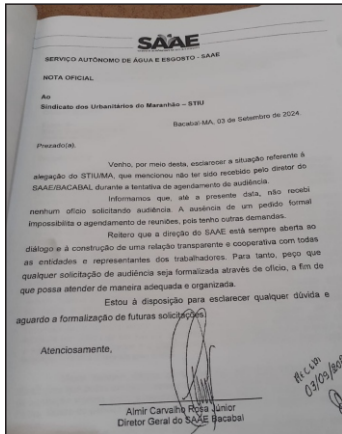 SAAE
SERVIÇO AUTÔNOMO DE ÁGUA E ESGOSTO - SAAE
NOTA OFICIAL
Ao
Sindicato dos Urbanitários do Maranhão – STIU
Bacabal-MA, 03 de Setembro de 2024.
Prezado(a),
Venho, por meio desta, esclarecer a situação referente à
alegação do STIU/MA, que mencionou não ter sido recebido pelo diretor do
SAAE/BACABAL durante a tentativa de agendamento de audiência.
Informamos que, até a presente data, não recebi
nenhum ofício solicitando audiência. A ausência de um pedido formal
impossibilita o agendamento de reuniões, pois tenho outras demandas.
Reitero que a direção do SAAE está sempre aberta ao
diálogo e à construção de uma relação transparente e cooperativa com todas
as entidades e representantes dos trabalhadores. Para tanto, peço que
qualquer solicitação de audiência seja formalizada através de ofício, a fim de
que possa atender de maneira adequada e organizada.
Estou à disposição para esclarecer qualquer dúvida e
aguardo a formalização de futuras solicitações.
Atenciosamente,
03/09/202
Almir Carvalho Rosa Júnior
Diretor Geral do SAAE Bacabal